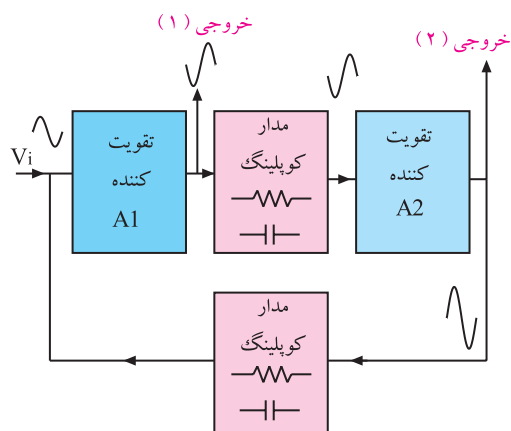 خروجی (۱)
خروجی (۲)
Vi
تقویت
کننده
A1
مدار
کوپلینگ
تقویت
کننده
A2
مدار
کوپلینگ